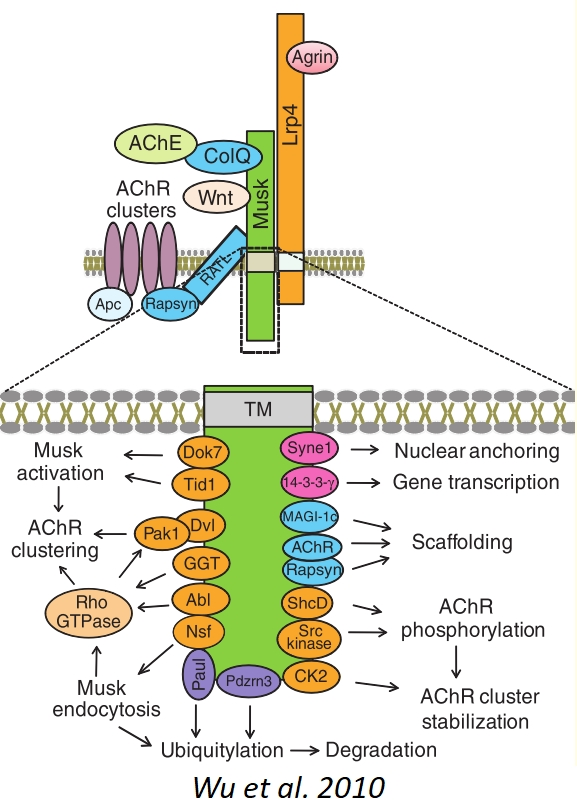 Agrin
Lrp4
AChE
ColQ
AChR
clusters
Wnt
Musk
RATL
Apc
Rapsyn
TM
Musk
activation
Dok7
Tid1
Syne1
Nuclear anchoring
14-3-3-γ
Gene transcription
AChR
clustering
Pak1
Dvl
MAGI-1c
AChR
Rapsyn
Scaffolding
GGT
Rho
GTPase
Abl
Nsf
ShcD
Src
kinase
AChR
phosphorylation
Musk
endocytosis
Paul
Pdzrn3
CK2
AChR cluster
stabilization
Ubiquitylation
Degradation
Wu et al. 2010